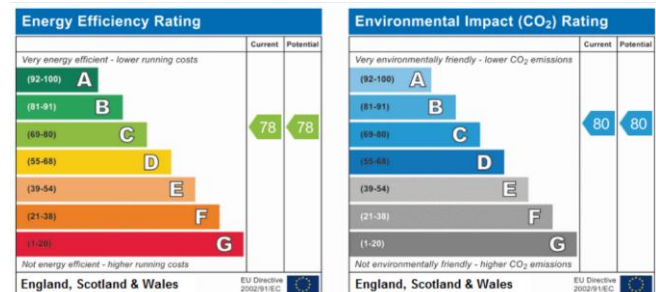 Energy Efficiency Rating
Current Potential
Very energy efficient - lower running costs
(92-100) A
(81-91) B
(69-80) C
78 78
(55-68) D
(39-54) E
(21-38) F
(1-20) G
Not energy efficient - higher running costs
England, Scotland & Wales
EU Directive
2002/91/EC
Environmental Impact (CO₂) Rating
Current Potential
Very environmentally friendly - lower CO₂ emissions
(92-100) A
(81-91) B
(69-80) C
80 80
(55-68) D
(39-54) E
(21-38) F
(1-20) G
Not environmentally friendly - higher CO₂ emissions
England, Scotland & Wales
EU Directive
2002/91/EC